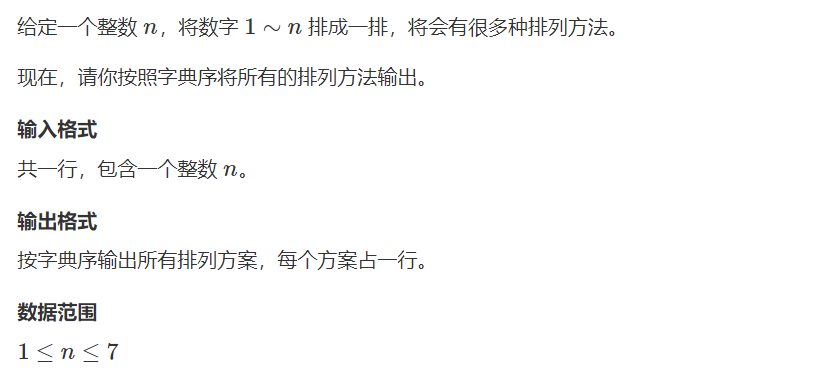 给定一个整数 n，将数字 1 ∼ n 排成一排，将会有很多种排列方法。
现在，请你按照字典序将所有的排列方法输出。
输入格式
共一行，包含一个整数 n。
输出格式
按字典序输出所有排列方案，每个方案占一行。
数据范围
1 ≤ n ≤ 7